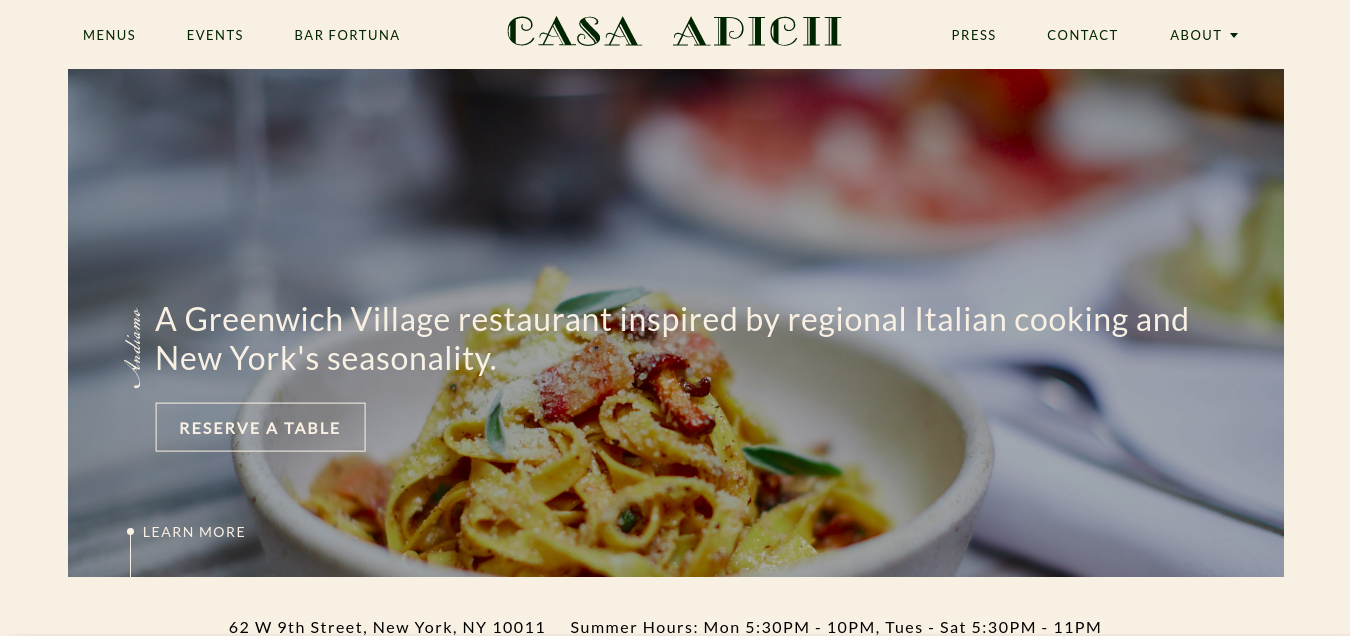 MENUS EVENTS BAR FORTUNA CASA APICII PRESS CONTACT ABOUT
Andiamo
A Greenwich Village restaurant inspired by regional Italian cooking and
New York's seasonality.
RESERVE A TABLE
LEARN MORE
62 W 9th Street, New York, NY 10011 Summer Hours: Mon 5:30PM - 10PM, Tues - Sat 5:30PM - 11PM